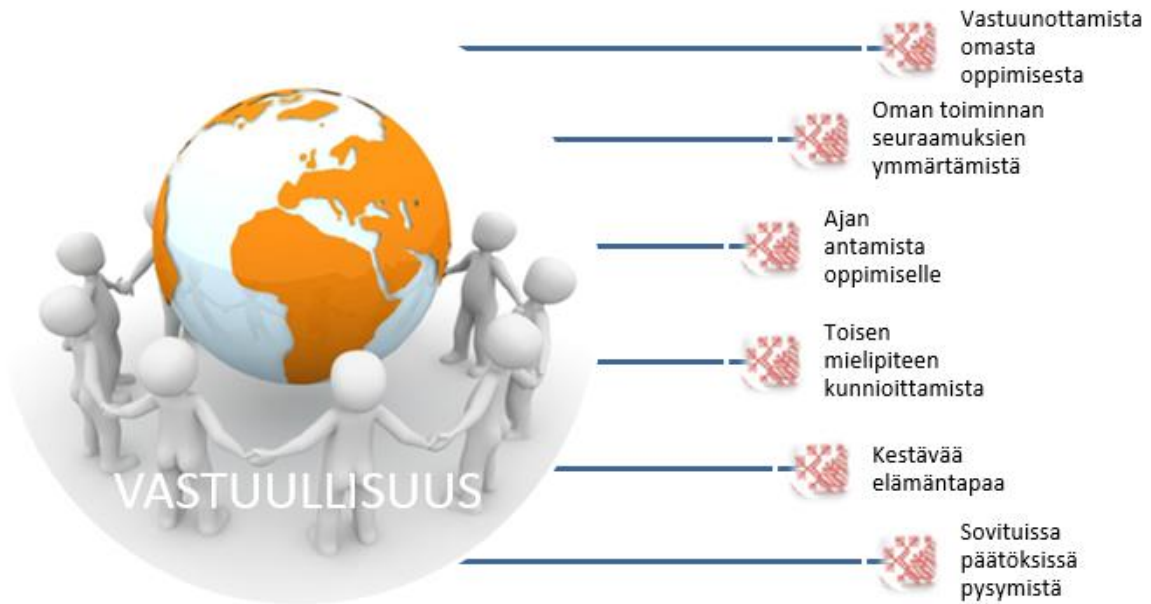 Vastuunottamista
omasta
oppimisesta
Oman toiminnan
seuraamuksien
ymmärtämistä
Ajan
antamista
oppimiselle
Toisen
mielipiteen
kunnioittamista
Kestävää
elämäntapaa
VASTUULLISUUS
Sovituissa
päätöksissä
pysymistä